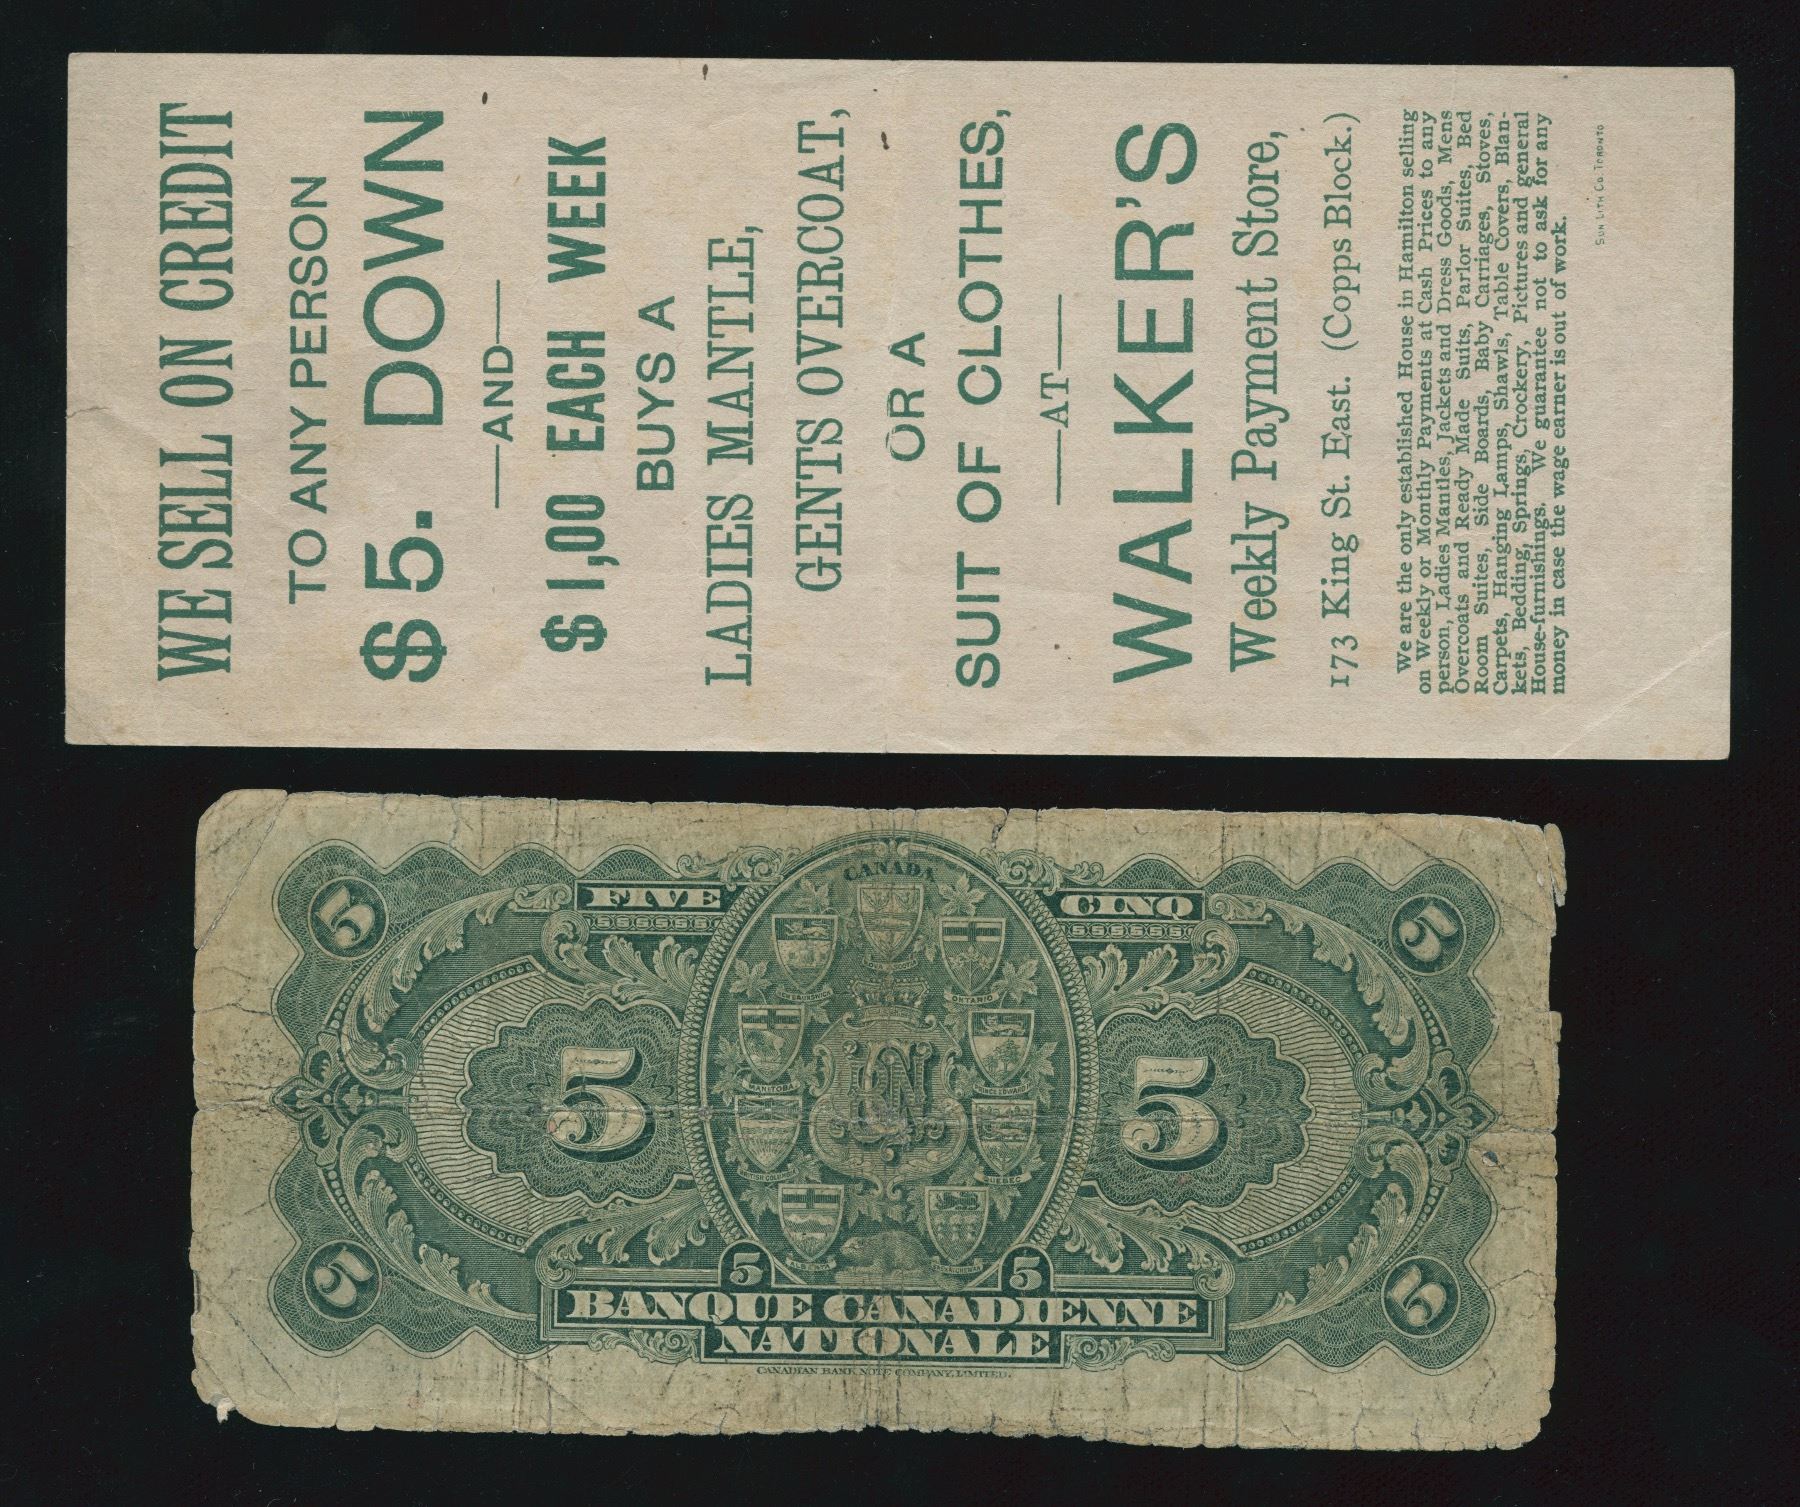 WE SELL ON CREDIT
TO ANY PERSON
$5. DOWN
AND
$1,00 EACH WEEK
BUYS A
LADIES MANTLE,
GENTS OVERCOAT,
OR A
SUIT OF CLOTHES,
AT
WALKER'S
Weekly Payment Store,
173 King St. East. (Copps Block.)
We are the only established House in Hamilton selling
on Weekly or Monthly Payments at Cash Prices to any
person, Ladies Mantles, Jackets and Dress Goods, Mens
Overcoats and Ready Made Suits, Parlor Suites, Bed
Room Suites, Side Boards, Baby Carriages, Stoves,
Carpets, Hanging Lamps, Shawls, Table Covers, Blan-
kets, Bedding, Springs, Crockery, Pictures and general
House-furnishings. We guarantee not to ask for any
money in case the wage earner is out of work.
SUN LITH CO. TORONTO
5 FIVE CANADA CINQ 5
ONTARIO
MANITOBA
5 5
QUEBEC
5 5 5 5
BANQUE CANADIENNE
NATIONALE
CANADIAN BANK NOTE COMPANY, LIMITED.